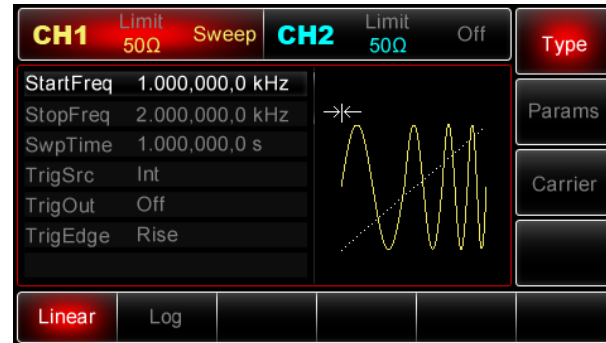 CH1 Limit 50Ω Sweep CH2 Limit 50Ω Off
Type
StartFreq 1.000,000,0 kHz
StopFreq 2.000,000,0 kHz
SwpTime 1.000,000,0 s
TrigSrc Int
TrigOut Off
TrigEdge Rise
Params
Carrier
Linear Log